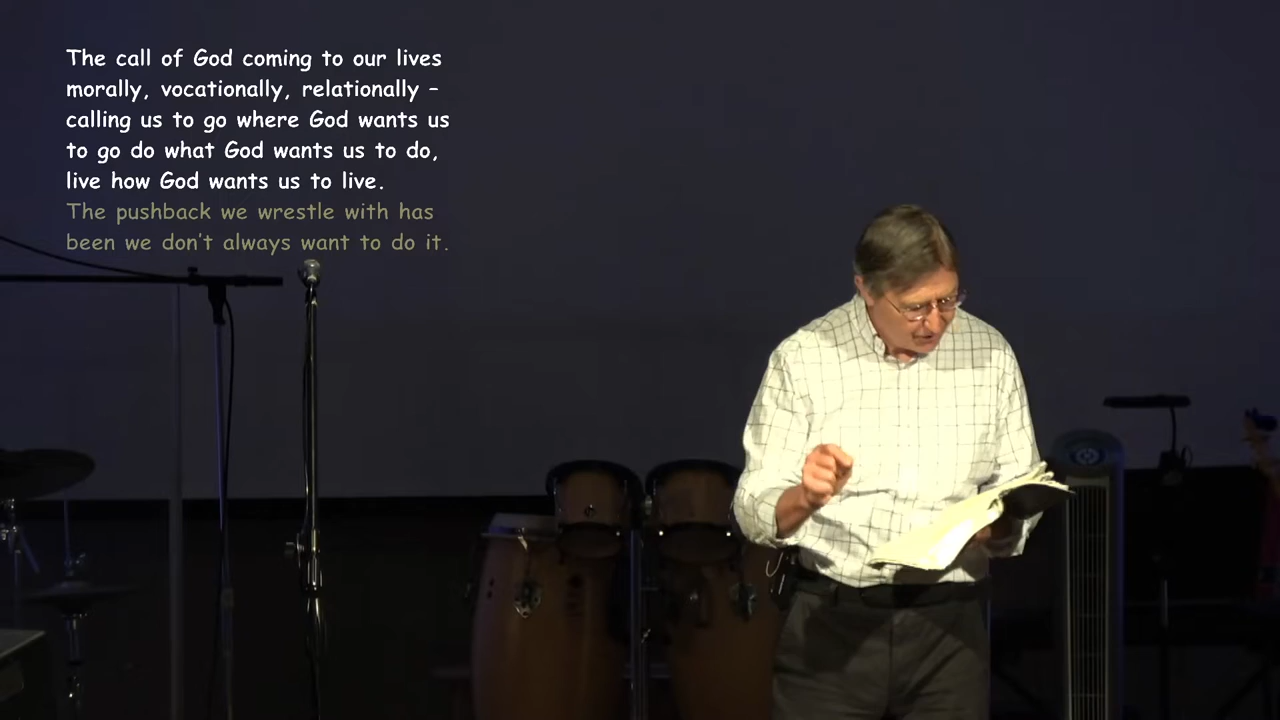 The call of God coming to our lives
morally, vocationally, relationally –
calling us to go where God wants us
to go do what God wants us to do,
live how God wants us to live.
The pushback we wrestle with has
been we don't always want to do it.